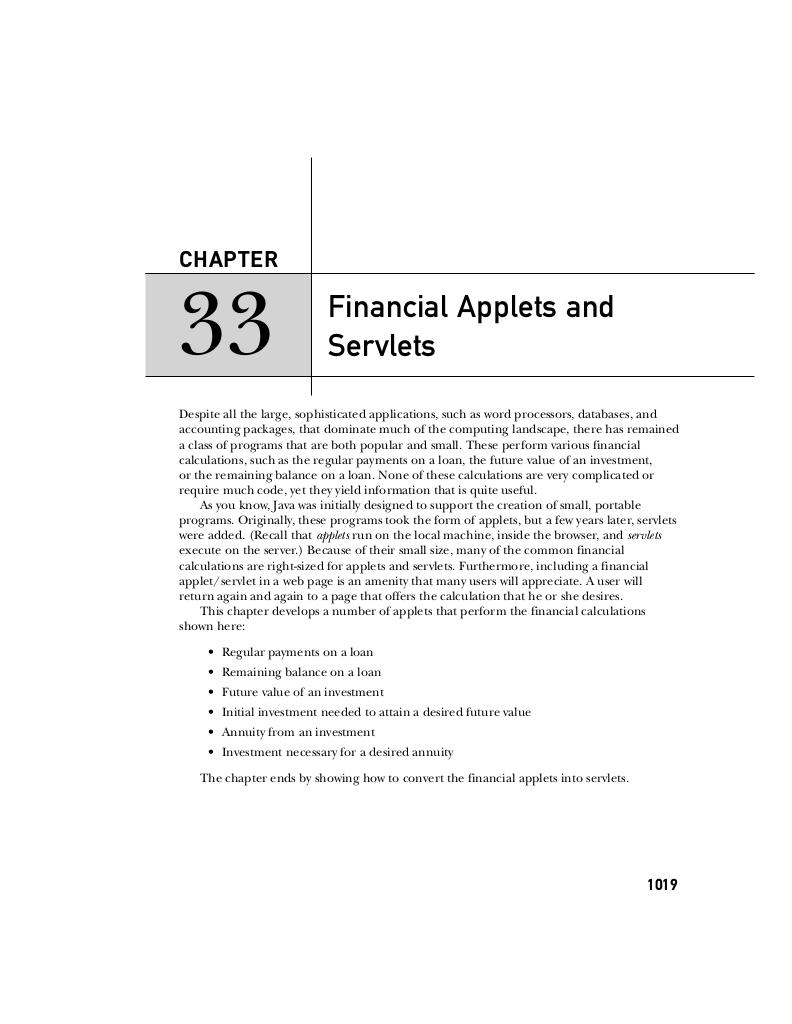 CHAPTER
33
Financial Applets and
Servlets
Despite all the large, sophisticated applications, such as word processors, databases, and
accounting packages, that dominate much of the computing landscape, there has remained
a class of programs that are both popular and small. These perform various financial
calculations, such as the regular payments on a loan, the future value of an investment,
or the remaining balance on a loan. None of these calculations are very complicated or
require much code, yet they yield information that is quite useful.
As you know, Java was initially designed to support the creation of small, portable
programs. Originally, these programs took the form of applets, but a few years later, servlets
were added. (Recall that applets run on the local machine, inside the browser, and servlets
execute on the server.) Because of their small size, many of the common financial
calculations are right-sized for applets and servlets. Furthermore, including a financial
applet/servlet in a web page is an amenity that many users will appreciate. A user will
return again and again to a page that offers the calculation that he or she desires.
This chapter develops a number of applets that perform the financial calculations
shown here:
• Regular payments on a loan
• Remaining balance on a loan
• Future value of an investment
• Initial investment needed to attain a desired future value
• Annuity from an investment
• Investment necessary for a desired annuity
The chapter ends by showing how to convert the financial applets into servlets.
1019